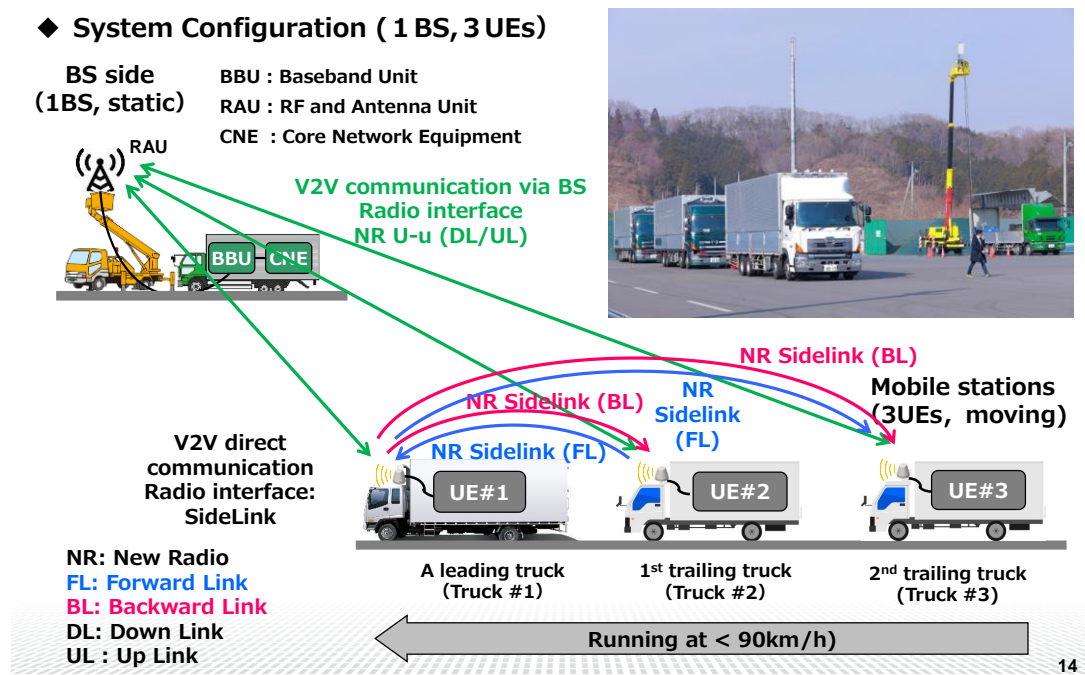 ◆ System Configuration (1 BS, 3 UEs)
BS side
(1BS, static)
BBU : Baseband Unit
RAU : RF and Antenna Unit
CNE : Core Network Equipment
RAU
V2V communication via BS
Radio interface
NR U-u (DL/UL)
BBU
CNE
NR Sidelink (BL)
NR Sidelink (BL)
NR
Sidelink
(FL)
NR Sidelink (FL)
Mobile stations
(3UEs, moving)
V2V direct
communication
Radio interface:
SideLink
UE#1
UE#2
UE#3
NR: New Radio
FL: Forward Link
BL: Backward Link
DL: Down Link
UL : Up Link
A leading truck
(Truck #1)
1st trailing truck
(Truck #2)
2nd trailing truck
(Truck #3)
Running at < 90km/h)
14